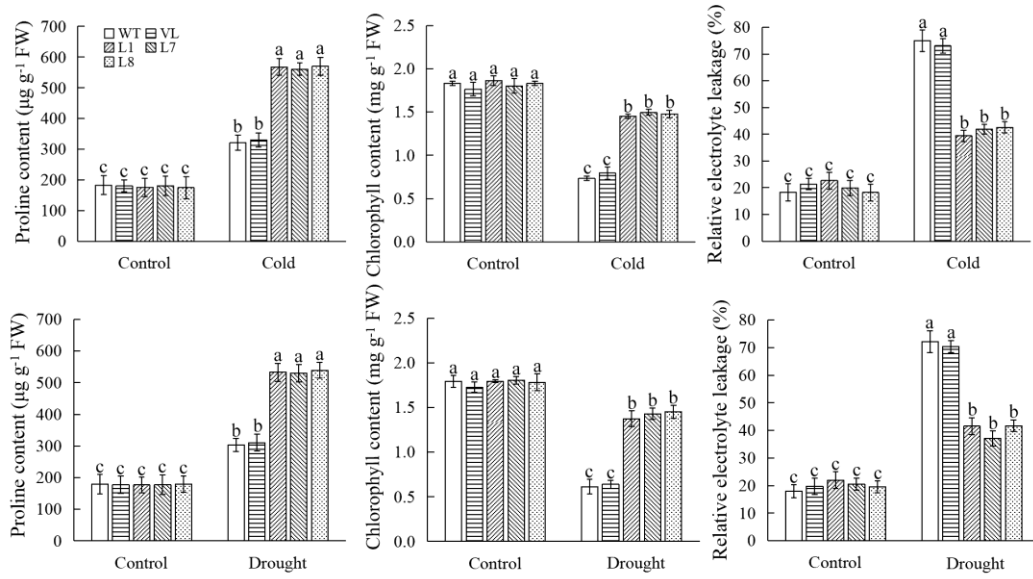 Proline content (μg g⁻¹ FW)
700
600
500
400
300
200
100
0
WT VL
L1 L7
L8
c c c c c
b b a a a
Control Cold
Chlorophyll content (mg g⁻¹ FW)
2.5
2.0
1.5
1.0
0.5
0.0
a a a a a
c c b b b
Control Cold
Relative electrolyte leakage (%)
80
70
60
50
40
30
20
10
0
c c c c c
a a b b b
Control Cold
Proline content (μg g⁻¹ FW)
700
600
500
400
300
200
100
0
c c c c c
b b a a a
Control Drought
Chlorophyll content (mg g⁻¹ FW)
2.5
2.0
1.5
1.0
0.5
0.0
a a a a a
c c b b b
Control Drought
Relative electrolyte leakage (%)
80
70
60
50
40
30
20
10
0
c c c c c
a a b b b
Control Drought